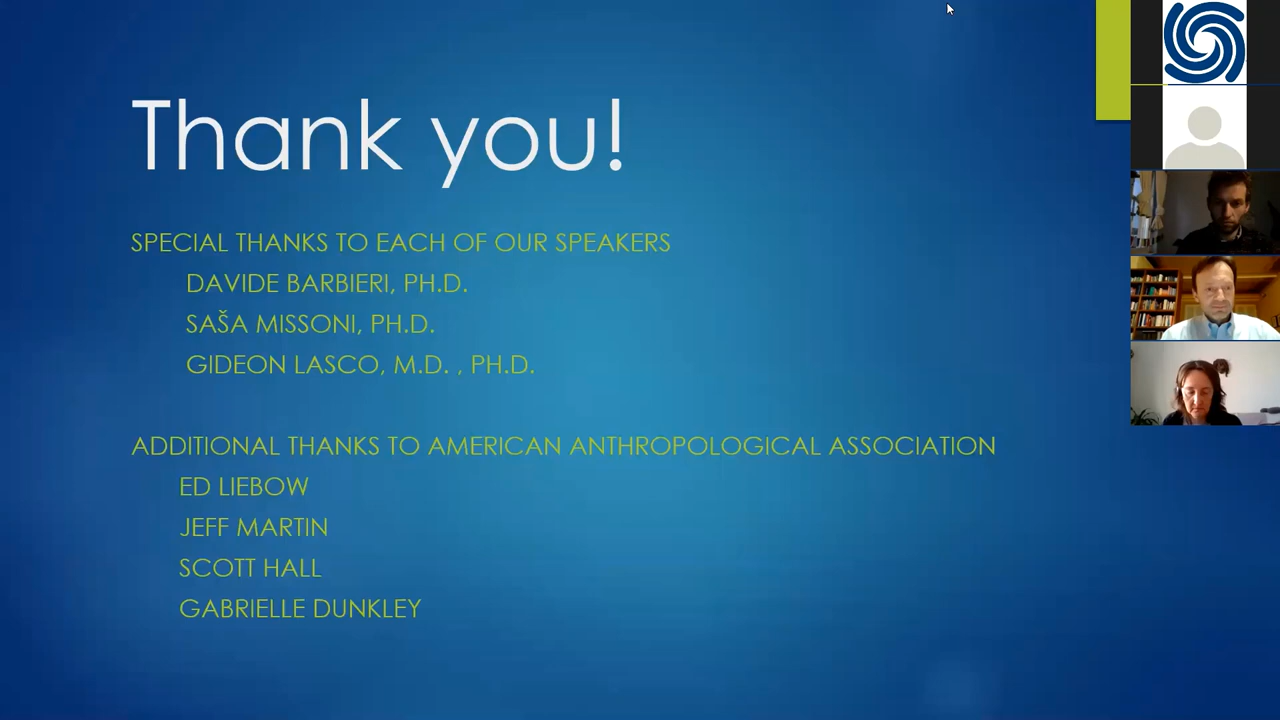 Thank you!
SPECIAL THANKS TO EACH OF OUR SPEAKERS
DAVIDE BARBIERI, PH.D.
SAŠA MISSONI, PH.D.
GIDEON LASCO, M.D. , PH.D.
ADDITIONAL THANKS TO AMERICAN ANTHROPOLOGICAL ASSOCIATION
ED LIEBOW
JEFF MARTIN
SCOTT HALL
GABRIELLE DUNKLEY